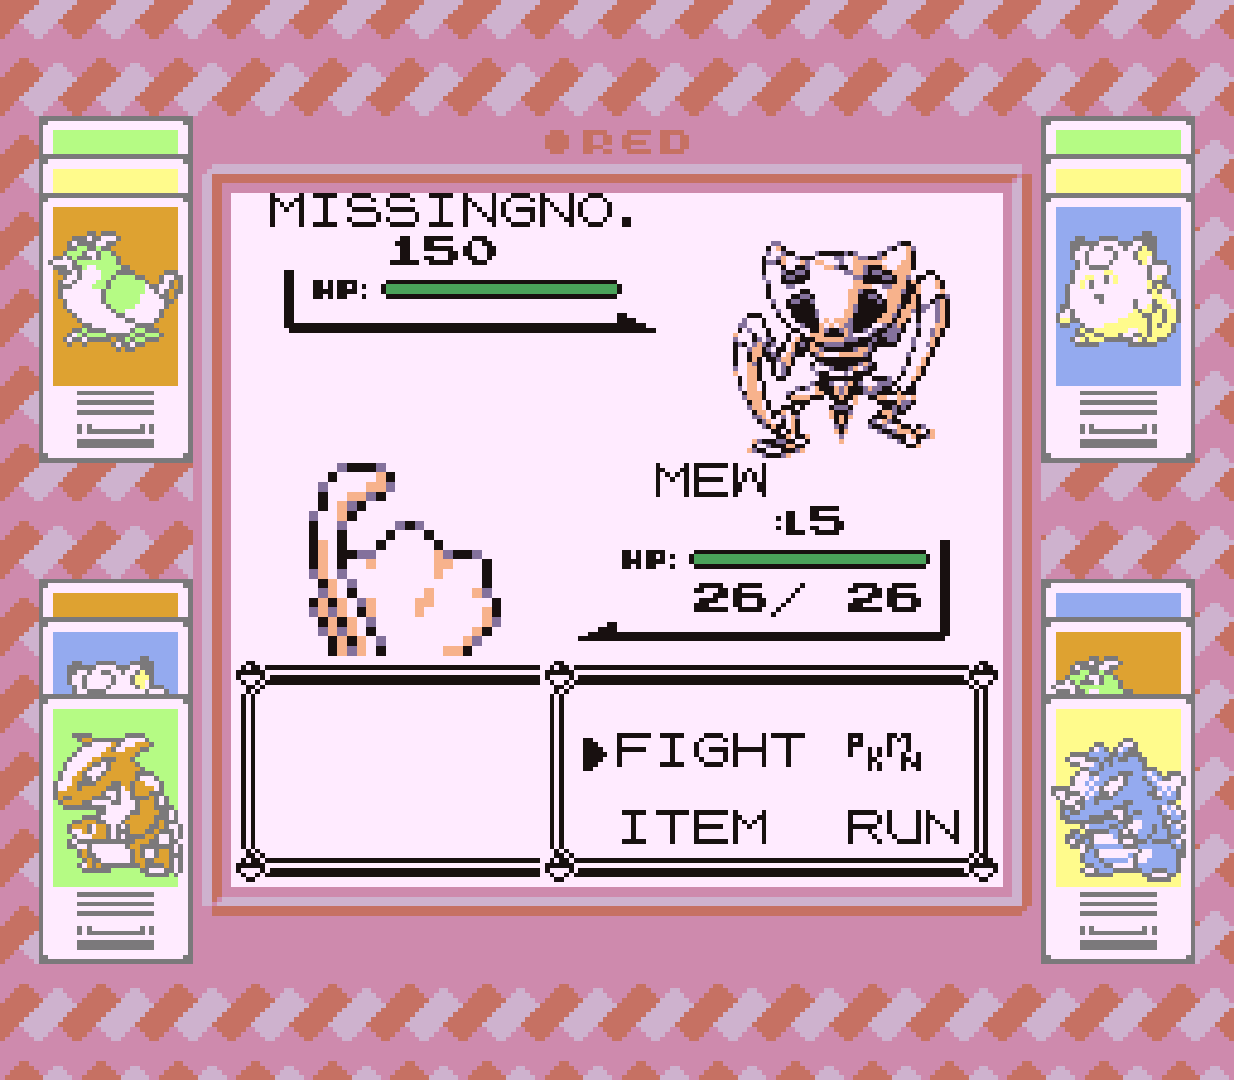 RED
MISSINGNO.
150
HP:
MEW
:L5
HP:
26/ 26
▶FIGHT PKMN
ITEM RUN